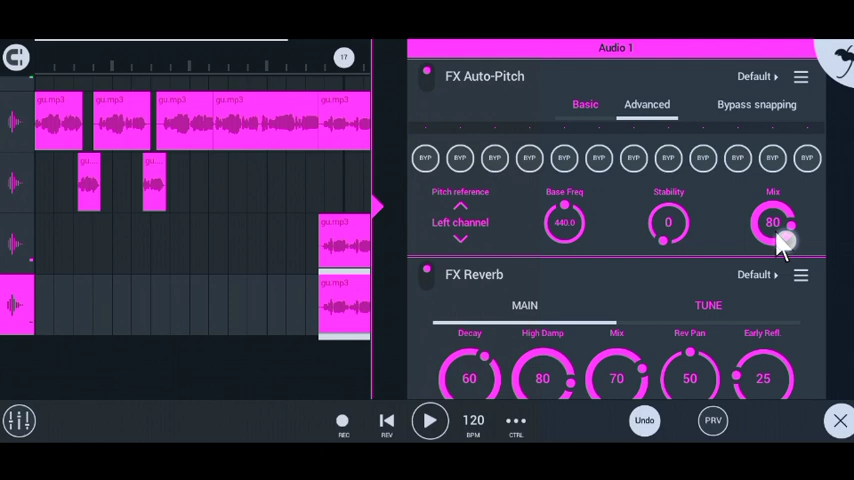 17
Audio 1
FX Auto-Pitch
Default
Basic
Advanced
Bypass snapping
BYP BYP BYP BYP BYP BYP BYP BYP BYP BYP BYP BYP
Pitch reference
Base Freq
Stability
Mix
Left channel
440.0
0
80
FX Reverb
Default
MAIN
TUNE
Decay
High Damp
Mix
Rev Pan
Early Refl.
60
80
70
50
25
gu.mp3
gu.mp3
gu.mp3
gu.mp3
gu.mp3
gu....
gu....
gu.mp3
gu.mp3
REC
REV
120
BPM
CTRL
Undo
PRV